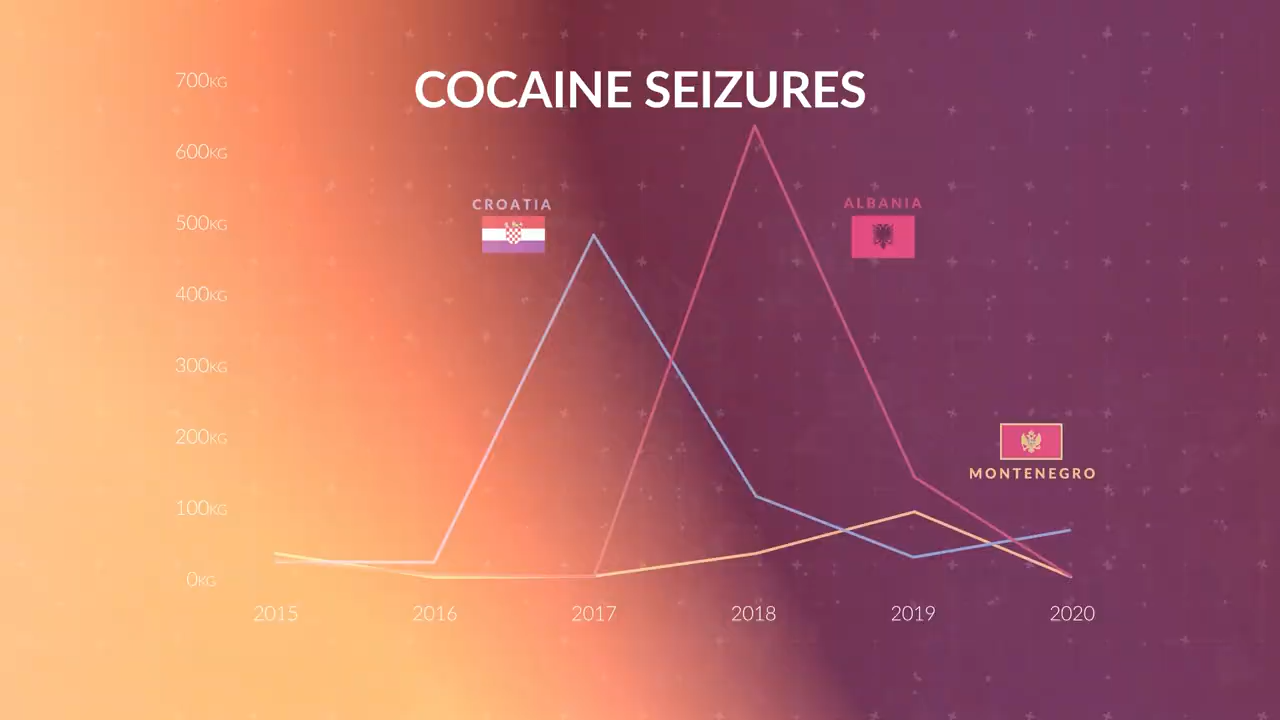 COCAINE SEIZURES
700KG
600KG
500KG
400KG
300KG
200KG
100KG
0KG
CROATIA
ALBANIA
MONTENEGRO
2015 2016 2017 2018 2019 2020